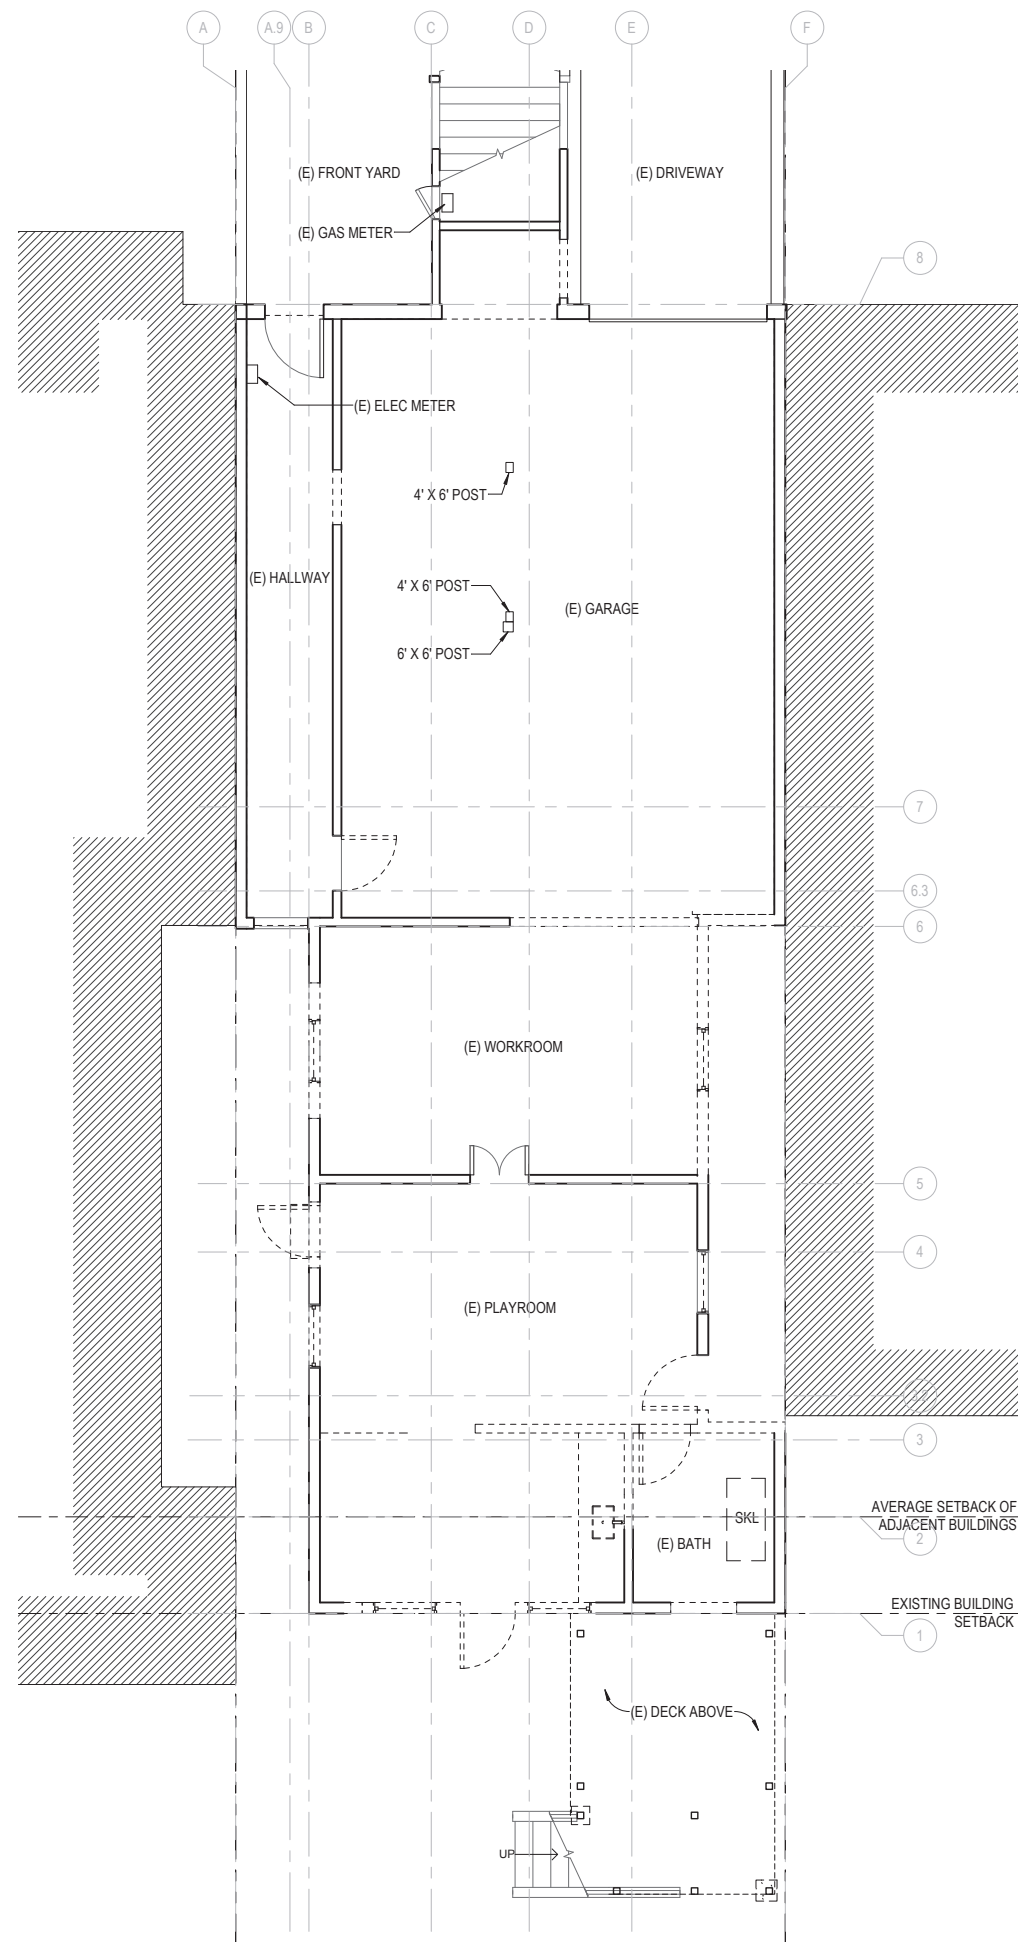 A
A.9
B
C
D
E
F
(E) FRONT YARD
(E) DRIVEWAY
(E) GAS METER
8
(E) ELEC METER
4' X 6' POST
(E) HALLWAY
4' X 6' POST
(E) GARAGE
6' X 6' POST
7
6.3
6
(E) WORKROOM
5
4
(E) PLAYROOM
3
AVERAGE SETBACK OF
ADJACENT BUILDINGS
SKL
(E) BATH
2
EXISTING BUILDING
SETBACK
1
(E) DECK ABOVE
UP